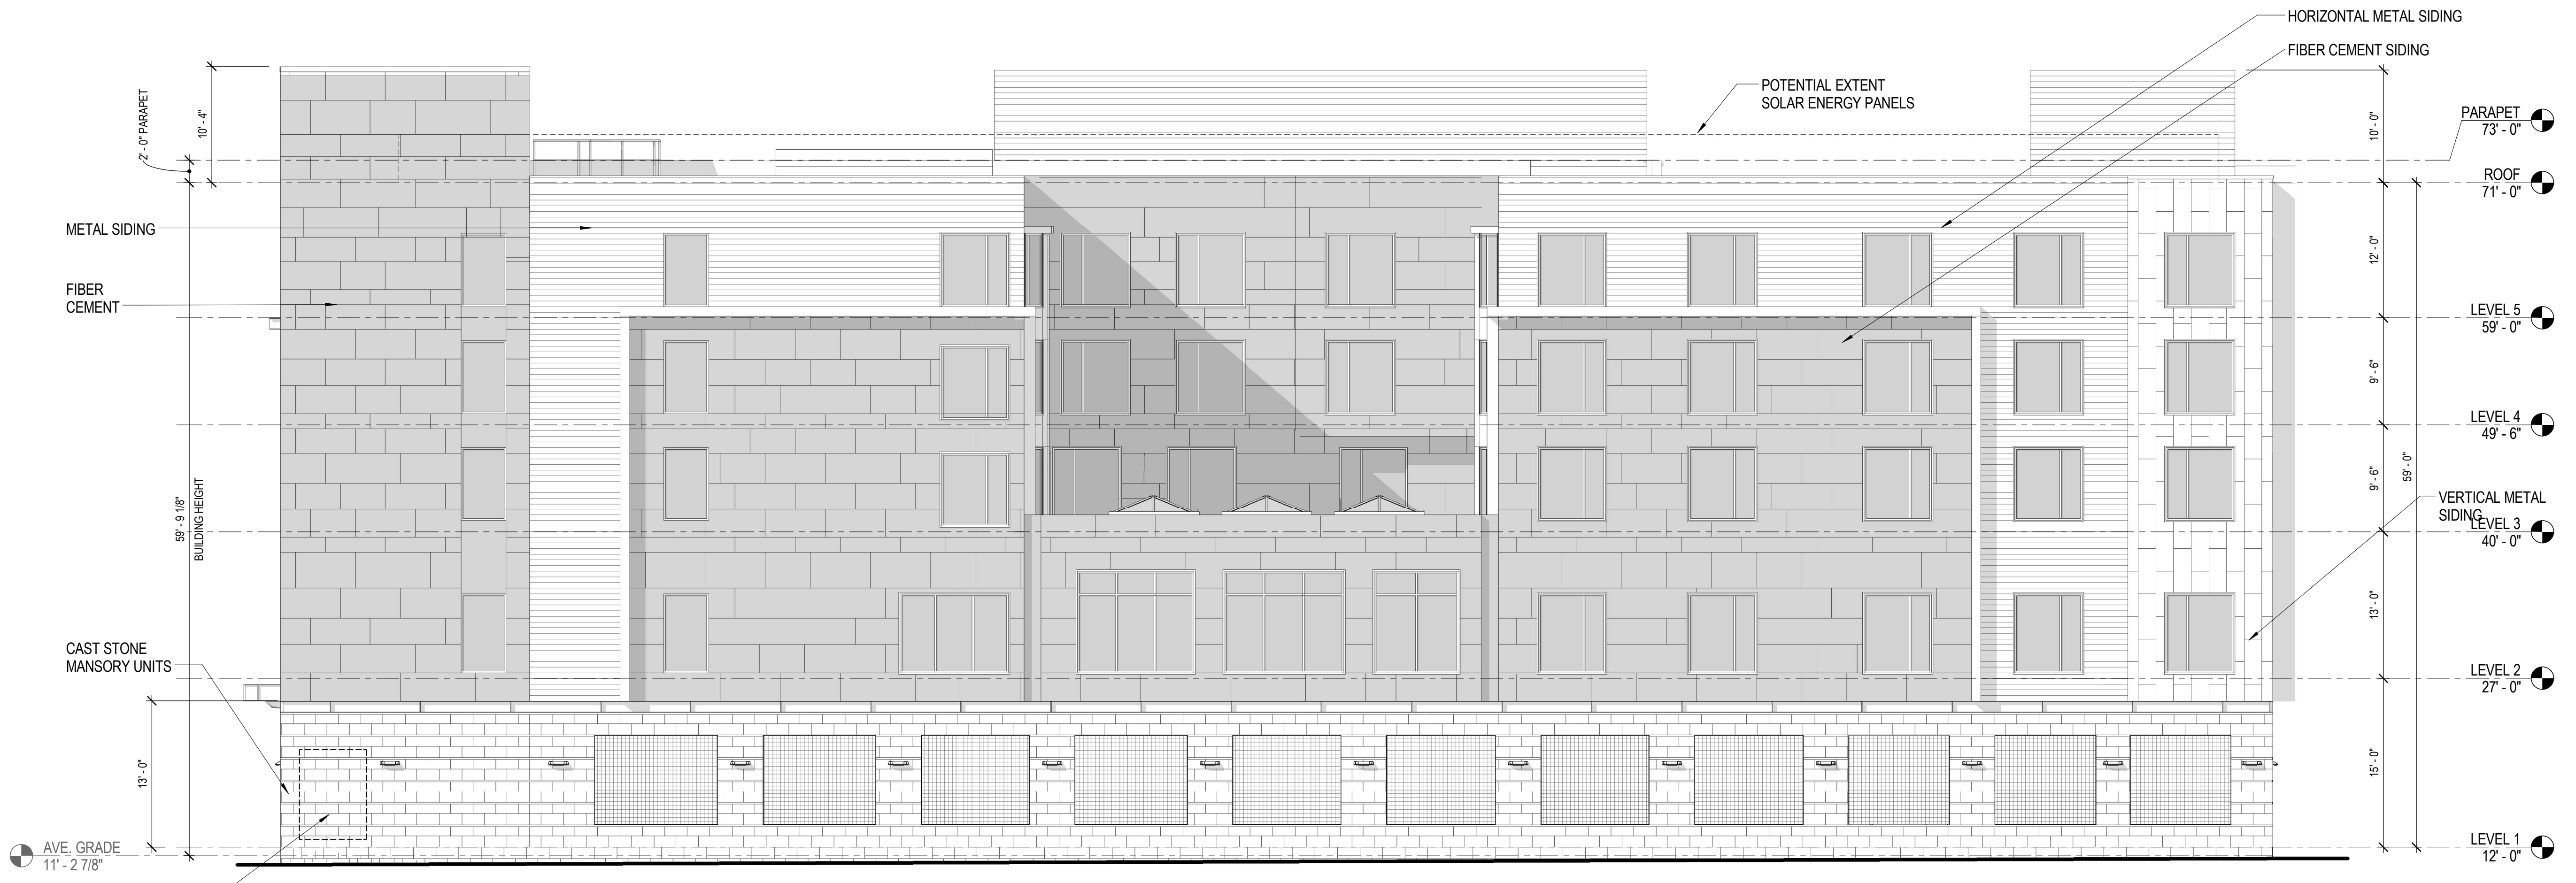 HORIZONTAL METAL SIDING
FIBER CEMENT SIDING
POTENTIAL EXTENT
SOLAR ENERGY PANELS
2' - 0" PARAPET
10' - 4"
10' - 0"
PARAPET
73' - 0"
ROOF
71' - 0"
METAL SIDING
12' - 0"
FIBER
CEMENT
LEVEL 5
59' - 0"
9' - 6"
LEVEL 4
49' - 6"
59' - 9 1/8"
BUILDING HEIGHT
9' - 6"
59' - 0"
VERTICAL METAL
SIDING
LEVEL 3
40' - 0"
13' - 0"
CAST STONE
MANSORY UNITS
LEVEL 2
27' - 0"
13' - 0"
15' - 0"
AVE. GRADE
11' - 2 7/8"
LEVEL 1
12' - 0"